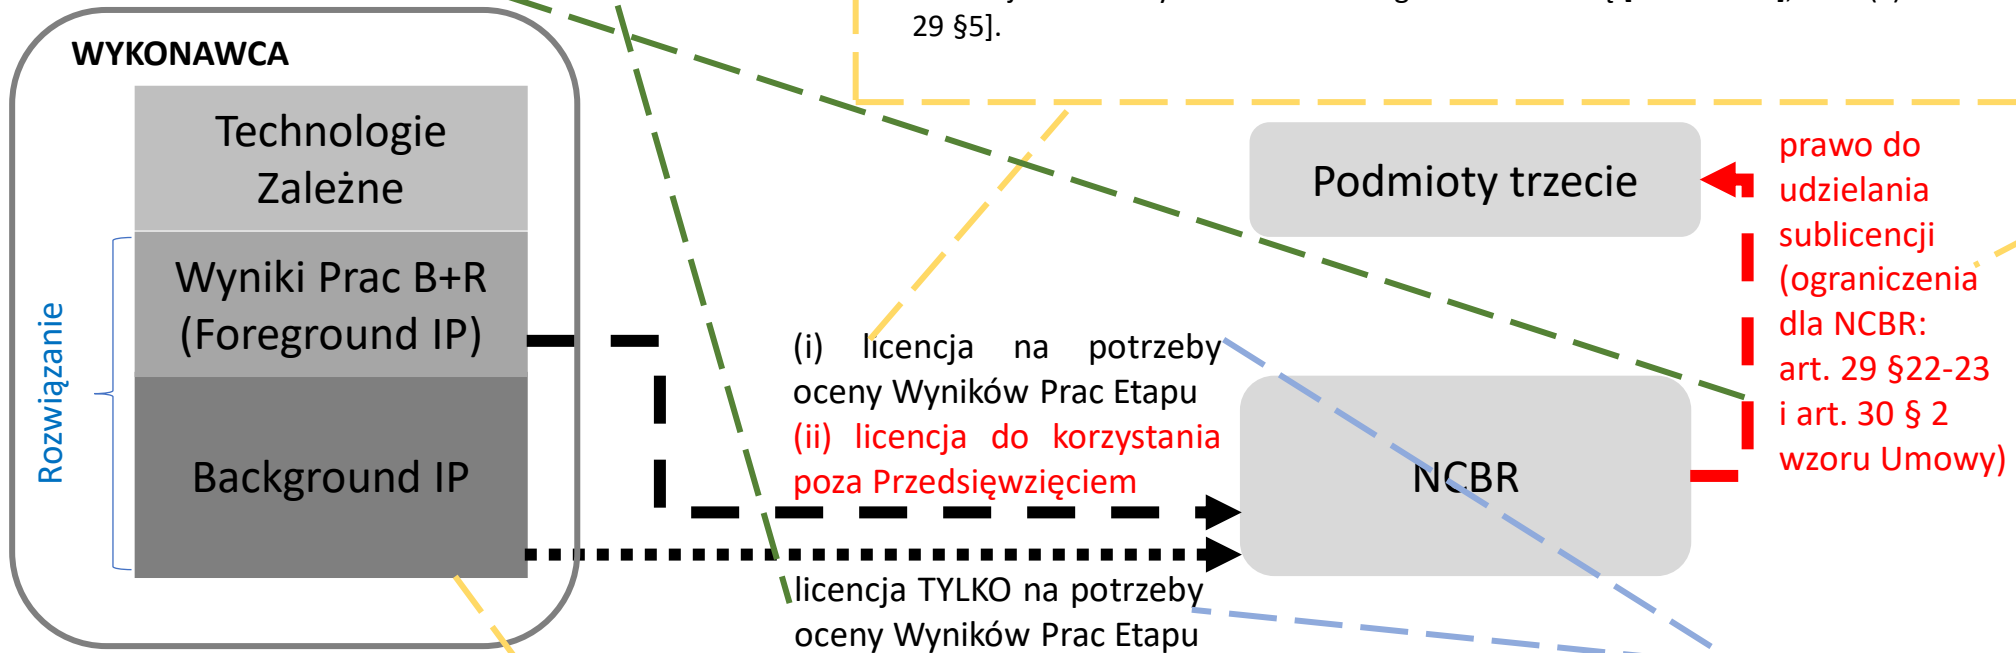 29 §5].
WYKONAWCA
Technologie
Zależne
Wyniki Prac B+R
(Foreground IP)
Background IP
Rozwiązanie
(i) licencja na potrzeby
oceny Wyników Prac Etapu
(ii) licencja do korzystania
poza Przedsięwzięciem
licencja TYLKO na potrzeby
oceny Wyników Prac Etapu
Podmioty trzecie
NCBR
prawo do
udzielania
sublicencji
(ograniczenia
dla NCBR:
art. 29 §22-23
i art. 30 § 2
wzoru Umowy)